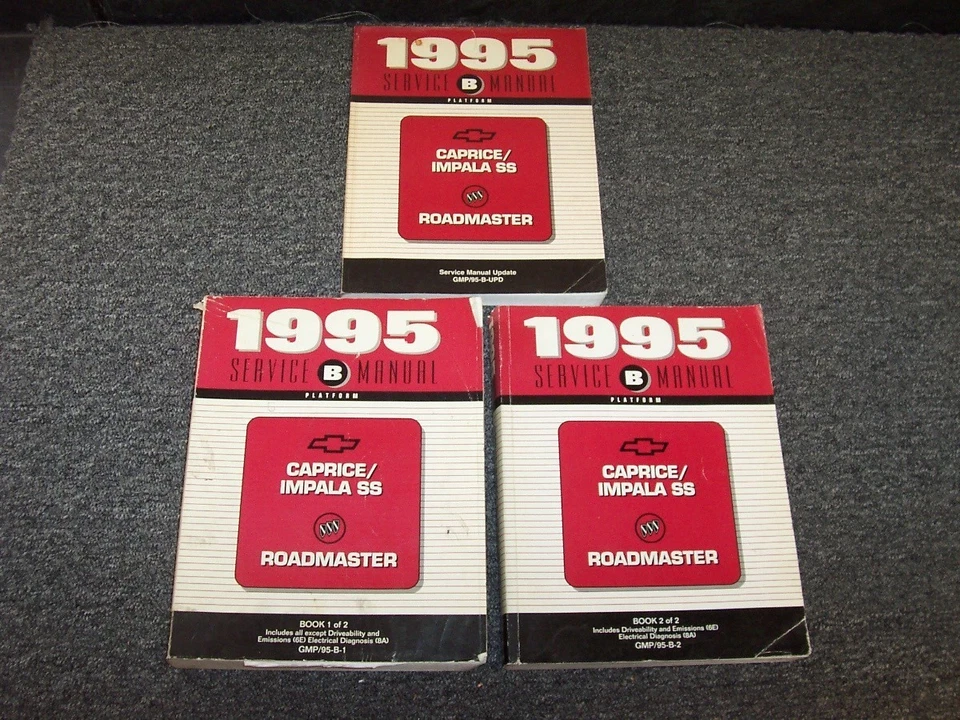 1995
SERVICE B MANUAL
PLATFORM
CAPRICE/
IMPALA SS
ROADMASTER
Service Manual Update
GMP/95-B-UPD
1995
SERVICE B MANUAL
PLATFORM
CAPRICE/
IMPALA SS
ROADMASTER
BOOK 1 of 2
Includes all except Driveability and
Emissions (6E) Electrical Diagnosis (8A)
GMP/95-B-1
1995
SERVICE B MANUAL
PLATFORM
CAPRICE/
IMPALA SS
ROADMASTER
BOOK 2 of 2
Includes Driveability and Emissions (6E)
Electrical Diagnosis (8A)
GMP/95-B-2